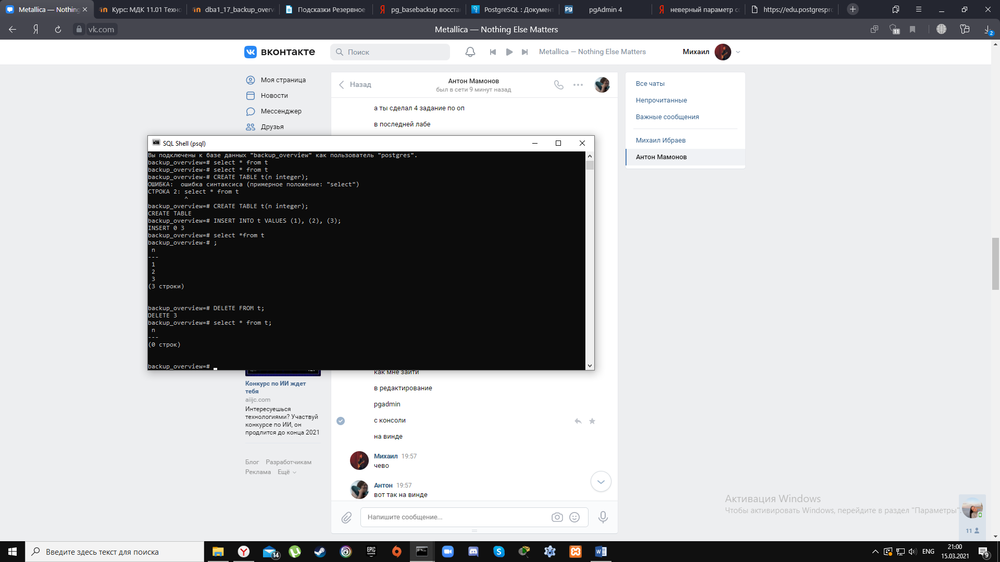 Metallica — Nothing
Курс: МДК 11.01 Техно
dba1_17_backup_overv
Подсказки Резервное
pg_basebackup восста
PostgreSQL : Документ
pgAdmin 4
неверный параметр со
https://edu.postgrespro
vk.com
Metallica — Nothing Else Matters
11
2
вконтакте
Поиск
Metallica — Nothing Else Matters
Михаил
Моя страница
Новости
Мессенджер
Друзья
Назад
Антон Мамонов
был в сети 9 минут назад
а ты сделал 4 задание по оп
в последней лабе
Все чаты
Непрочитанные
Важные сообщения
Михаил Ибраев
Антон Мамонов
SQL Shell (psql)
Вы подключены к базе данных "backup_overview" как пользователь "postgres".
backup_overview=# select * from t
backup_overview-# select * from t
backup_overview-# CREATE TABLE t(n integer);
ОШИБКА:  ошибка синтаксиса (примерное положение: "select")
СТРОКА 2: select * from t
^
backup_overview=# CREATE TABLE t(n integer);
CREATE TABLE
backup_overview=# INSERT INTO t VALUES (1), (2), (3);
INSERT 0 3
backup_overview=# select *from t
backup_overview-# ;
n
---
1
2
3
(3 строки)
backup_overview=# DELETE FROM t;
DELETE 3
backup_overview=# select * from t;
n
---
(0 строк)
backup_overview=#
Конкурс по ИИ ждет
тебя
aiijc.com
Интересуешься
технологиями? Участвуй
конкурсе по ИИ, он
продлится до конца 2021
Блог Разработчикам
Реклама Ещё
как мне зайти
в редактирование
pgadmin
с консоли
на винде
Михаил 19:57
чево
Антон 19:57
вот так на винде
Напишите сообщение...
Активация Windows
Чтобы активировать Windows, перейдите в раздел "Параметры".
11
Введите здесь текст для поиска
14
EPIC
GAMES
ENG
21:00
15.03.2021
9